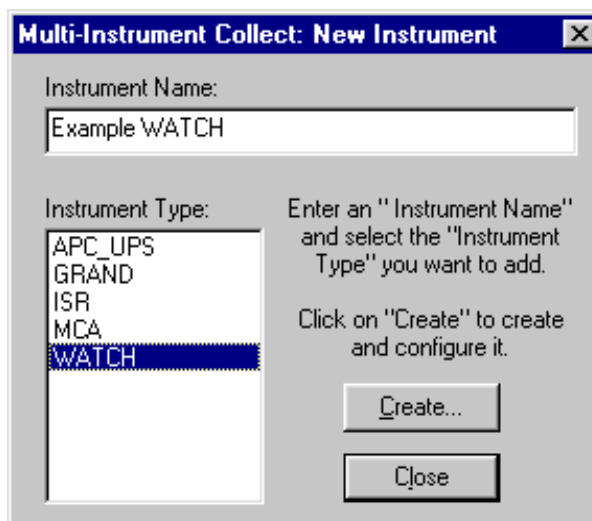 Multi-Instrument Collect: New Instrument
Instrument Name:
Example WATCH
Instrument Type:
APC_UPS
GRAND
ISR
MCA
WATCH
Enter an " Instrument Name"
and select the "Instrument
Type" you want to add.
Click on "Create" to create
and configure it.
Create...
Close